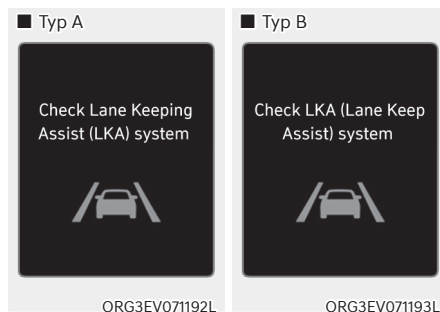 ■ Typ A
Check Lane Keeping
Assist (LKA) system
ORG3EV071192L
■ Typ B
Check LKA (Lane Keep
Assist) system
ORG3EV071193L